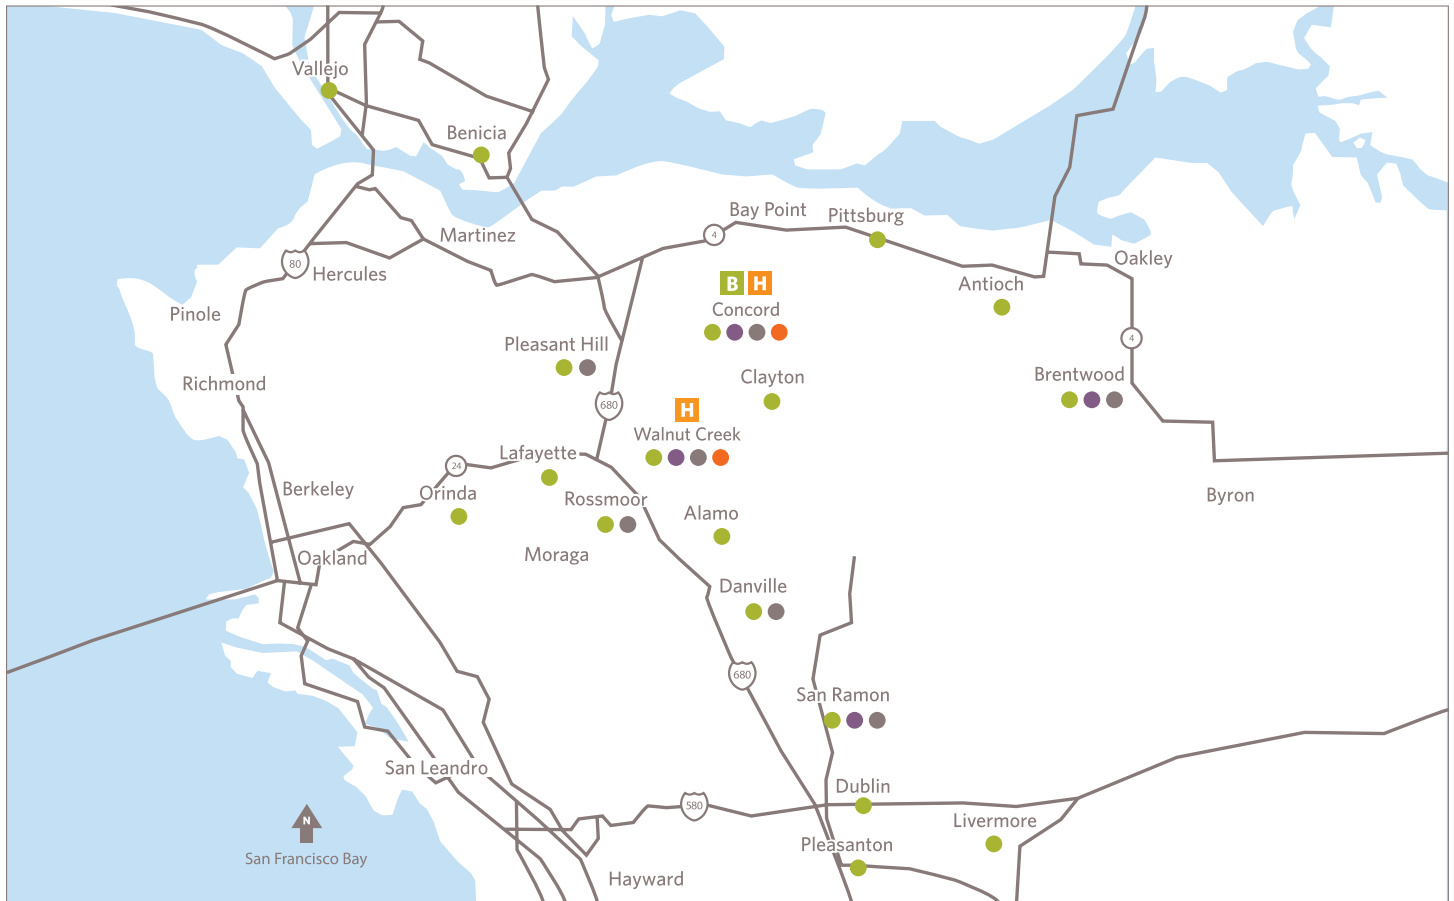 Vallejo
Benicia
Bay Point
Pittsburg
4
Martinez
80
Hercules
Oakley
Antioch
B H
Concord
Pinole
4
Pleasant Hill
Clayton
Brentwood
Richmond
680
H
Walnut Creek
Lafayette
24
Orinda
Berkeley
Rossmoor
Byron
Alamo
Oakland
Moraga
Danville
680
San Ramon
San Leandro
Dublin
580
N
Livermore
Pleasanton
San Francisco Bay
Hayward